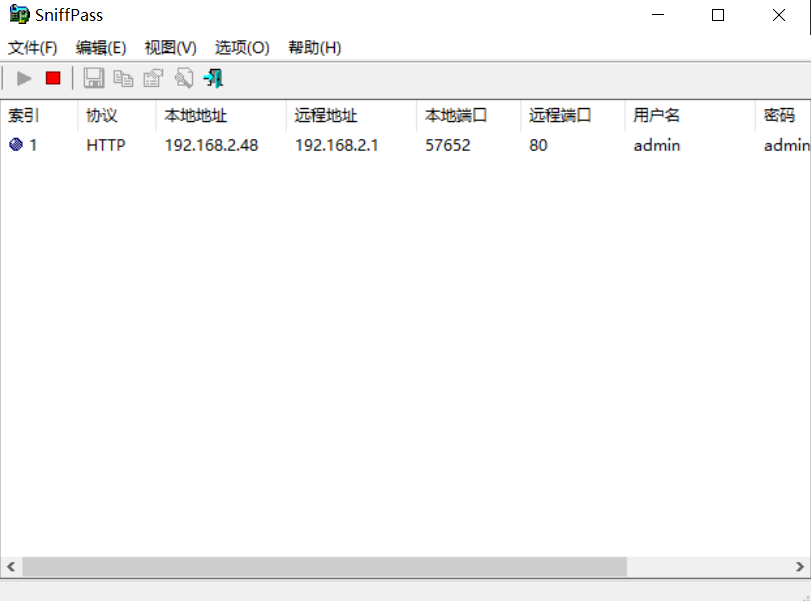 SniffPass
文件(F) 编辑(E) 视图(V) 选项(O) 帮助(H)
索引 协议 本地地址 远程地址 本地端口 远程端口 用户名 密码
1 HTTP 192.168.2.48 192.168.2.1 57652 80 admin admin